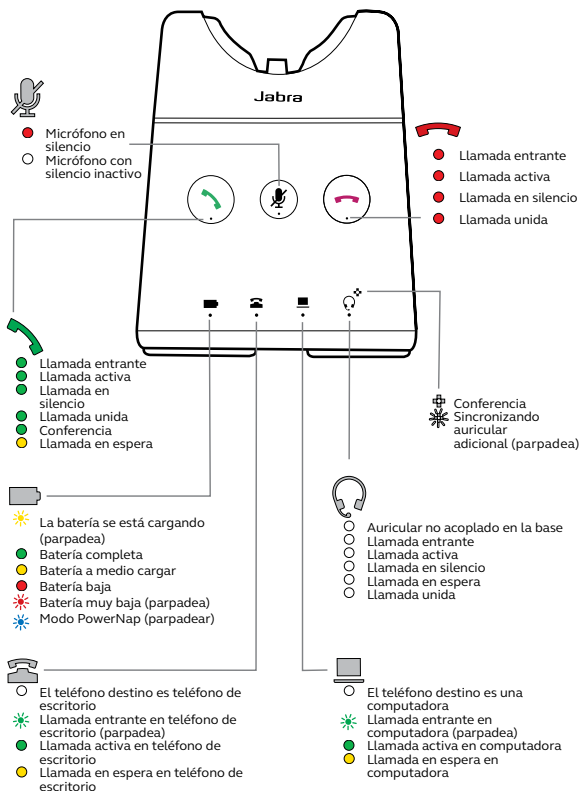 Jabra
Micrófono en
silencio
Micrófono con
silencio inactivo
Llamada entrante
Llamada activa
Llamada en silencio
Llamada unida
Llamada entrante
Llamada activa
Llamada en
silencio
Llamada unida
Conferencia
Llamada en espera
Conferencia
Sincronizando
auricular
adicional (parpadea)
La batería se está cargando
(parpadea)
Batería completa
Batería a medio cargar
Batería baja
Batería muy baja (parpadea)
Modo PowerNap (parpadear)
Auricular no acoplado en la base
Llamada entrante
Llamada activa
Llamada en silencio
Llamada en espera
Llamada unida
El teléfono destino es teléfono de
escritorio
Llamada entrante en teléfono de
escritorio (parpadea)
Llamada activa en teléfono de
escritorio
Llamada en espera en teléfono de
escritorio
El teléfono destino es una
computadora
Llamada entrante en
computadora (parpadea)
Llamada activa en computadora
Llamada en espera en
computadora